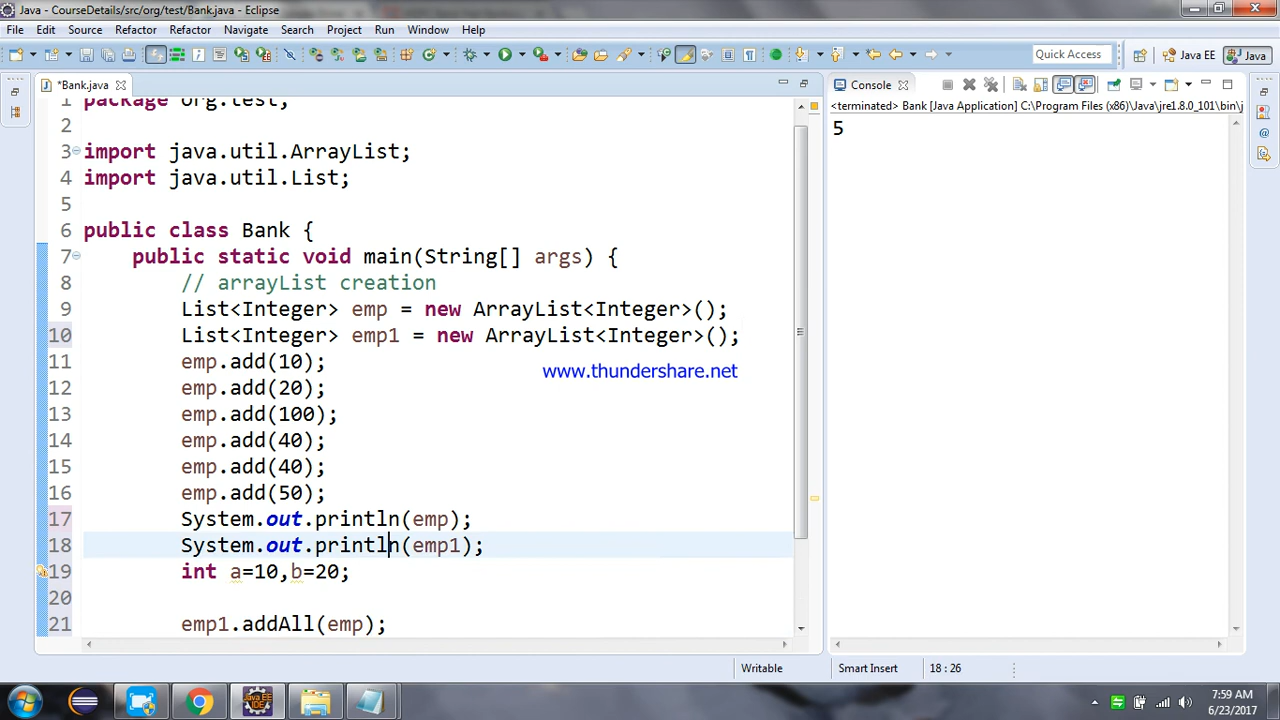 Java - CourseDetails/src/org/test/Bank.java - Eclipse
File Edit Source Refactor Refactor Navigate Search Project Run Window Help
Quick Access
Java EE
Java
*Bank.java
Console
<terminated> Bank [Java Application] C:\Program Files (x86)\Java\jre1.8.0_101\bin\j
5
1 package org.test;
2
3 import java.util.ArrayList;
4 import java.util.List;
5
6 public class Bank {
7 public static void main(String[] args) {
8 // arrayList creation
9 List<Integer> emp = new ArrayList<Integer>();
10 List<Integer> emp1 = new ArrayList<Integer>();
11 emp.add(10);
www.thundershare.net
12 emp.add(20);
13 emp.add(100);
14 emp.add(40);
15 emp.add(40);
16 emp.add(50);
17 System.out.println(emp);
18 System.out.println(emp1);
19 int a=10,b=20;
20
21 emp1.addAll(emp);
Writable Smart Insert 18 : 26
Java EE
IDE
7:59 AM
6/23/2017